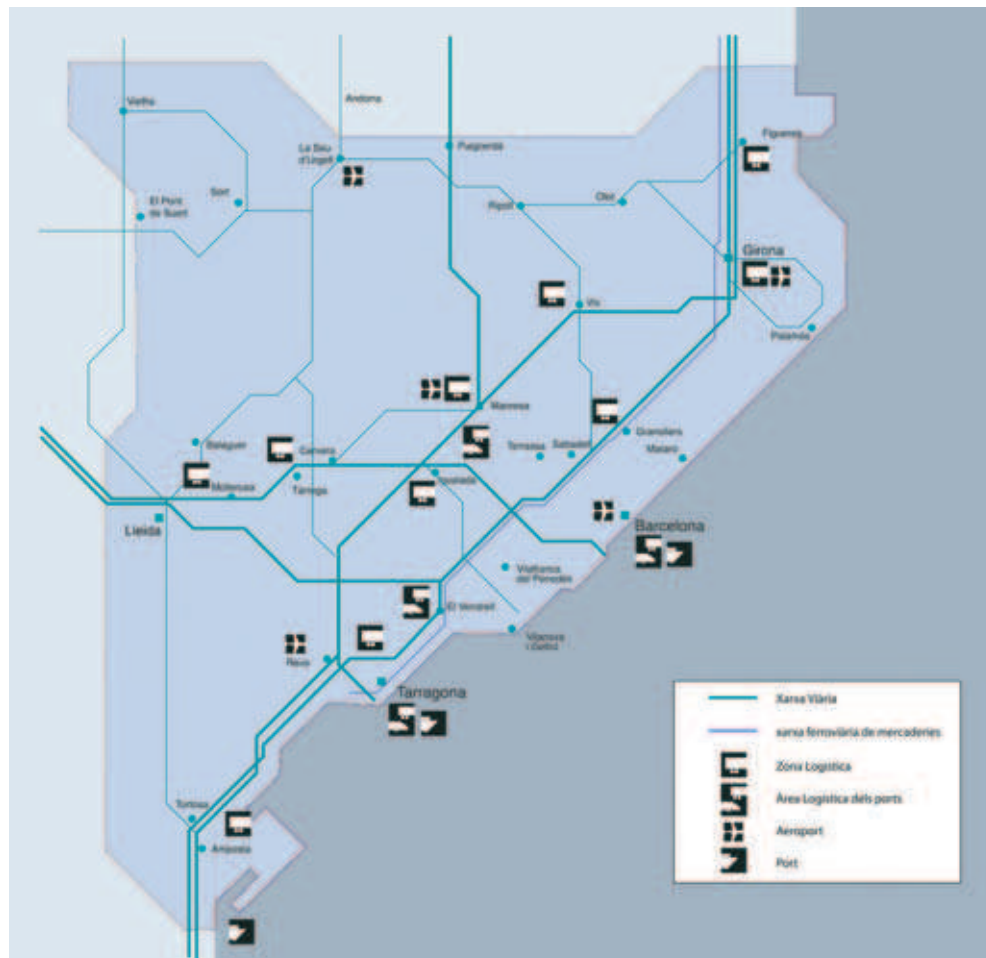 Vielha
Andorra
La Seu
d'Urgell
Puigcerdà
Figueres
El Pont
de Suert
Sort
Ripoll
Olot
Girona
Vic
Palamós
Manresa
Balaguer
Cervera
Terrassa
Sabadell
Granollers
Mataró
Mollerussa
Tàrrega
Igualada
Lleida
Barcelona
Vilafranca
del Penedès
El Vendrell
Vilanova
i Geltrú
Reus
Tarragona
Tortosa
Amposta
Xarxa Viària
xarxa ferroviària de mercaderies
Zona Logística
Àrea Logística dels ports
Aeroport
Port